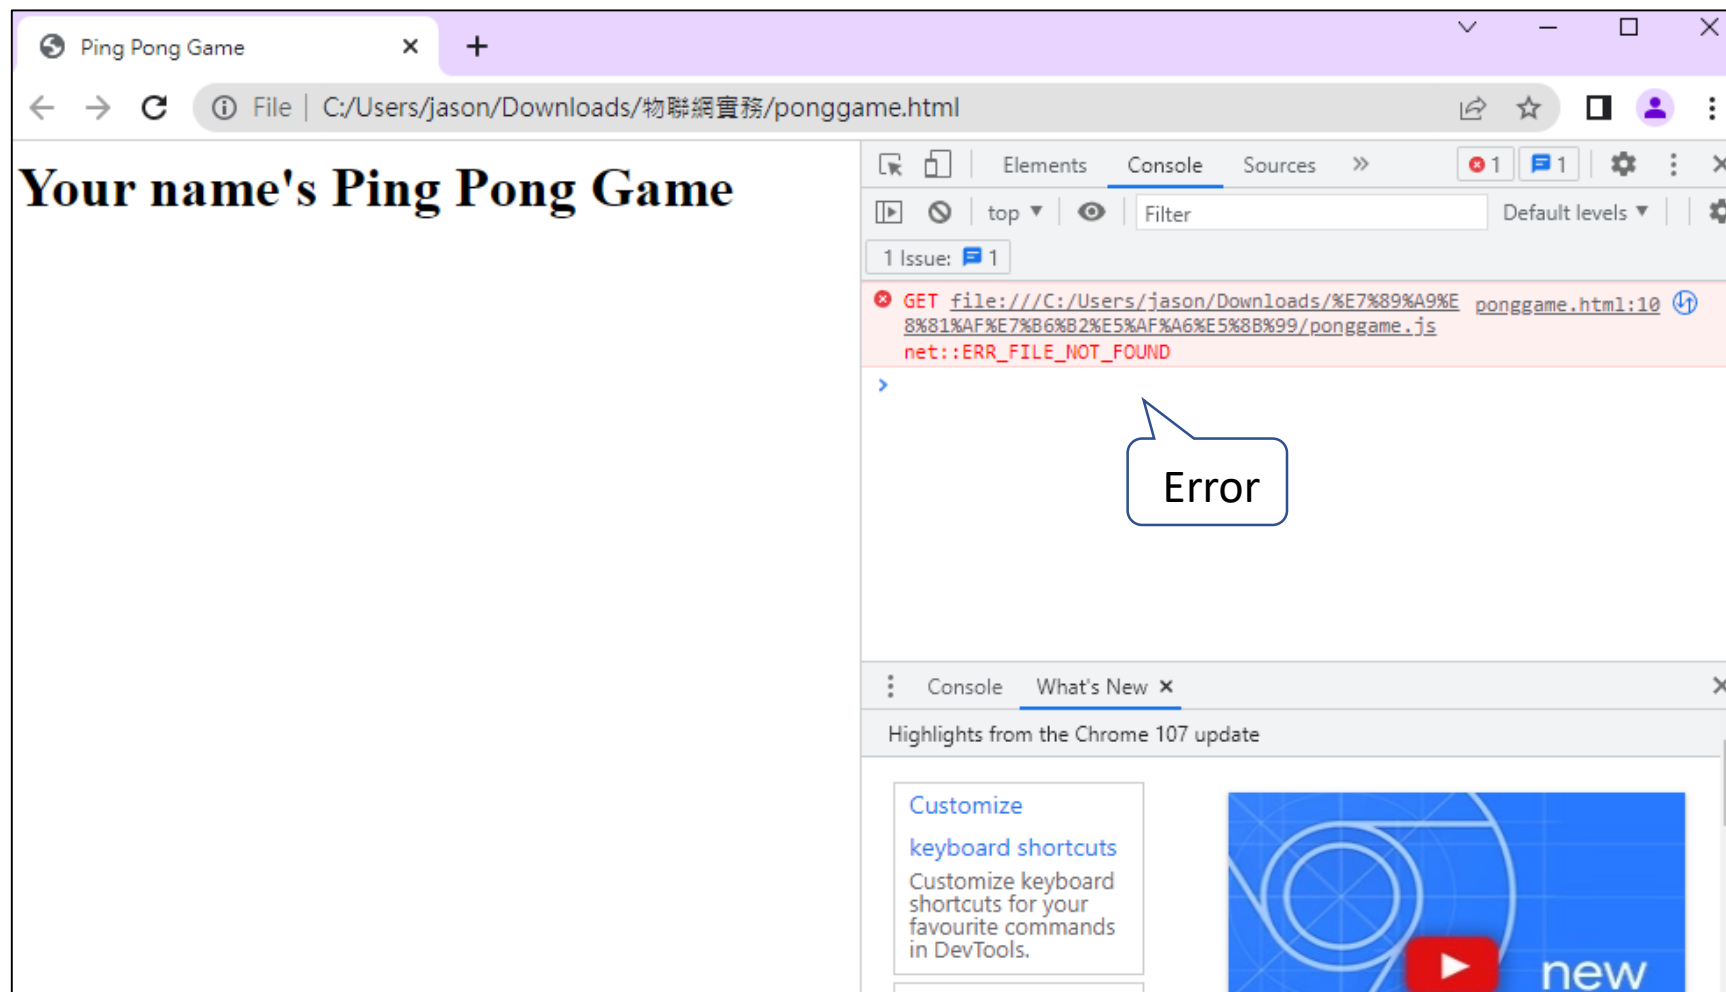 Ping Pong Game
File | C:/Users/jason/Downloads/物聯網實務/ponggame.html
Your name's Ping Pong Game
Elements Console Sources 1 1
top Filter Default levels
1 Issue: 1
GET file:///C:/Users/jason/Downloads/%E7%89%A9%E ponggame.html:10
8%81%AF%E7%B6%B2%E5%AF%A6%E5%8B%99/ponggame.js
net::ERR_FILE_NOT_FOUND
Error
Console What's New
Highlights from the Chrome 107 update
Customize
keyboard shortcuts
Customize keyboard
shortcuts for your
favourite commands
in DevTools.
new